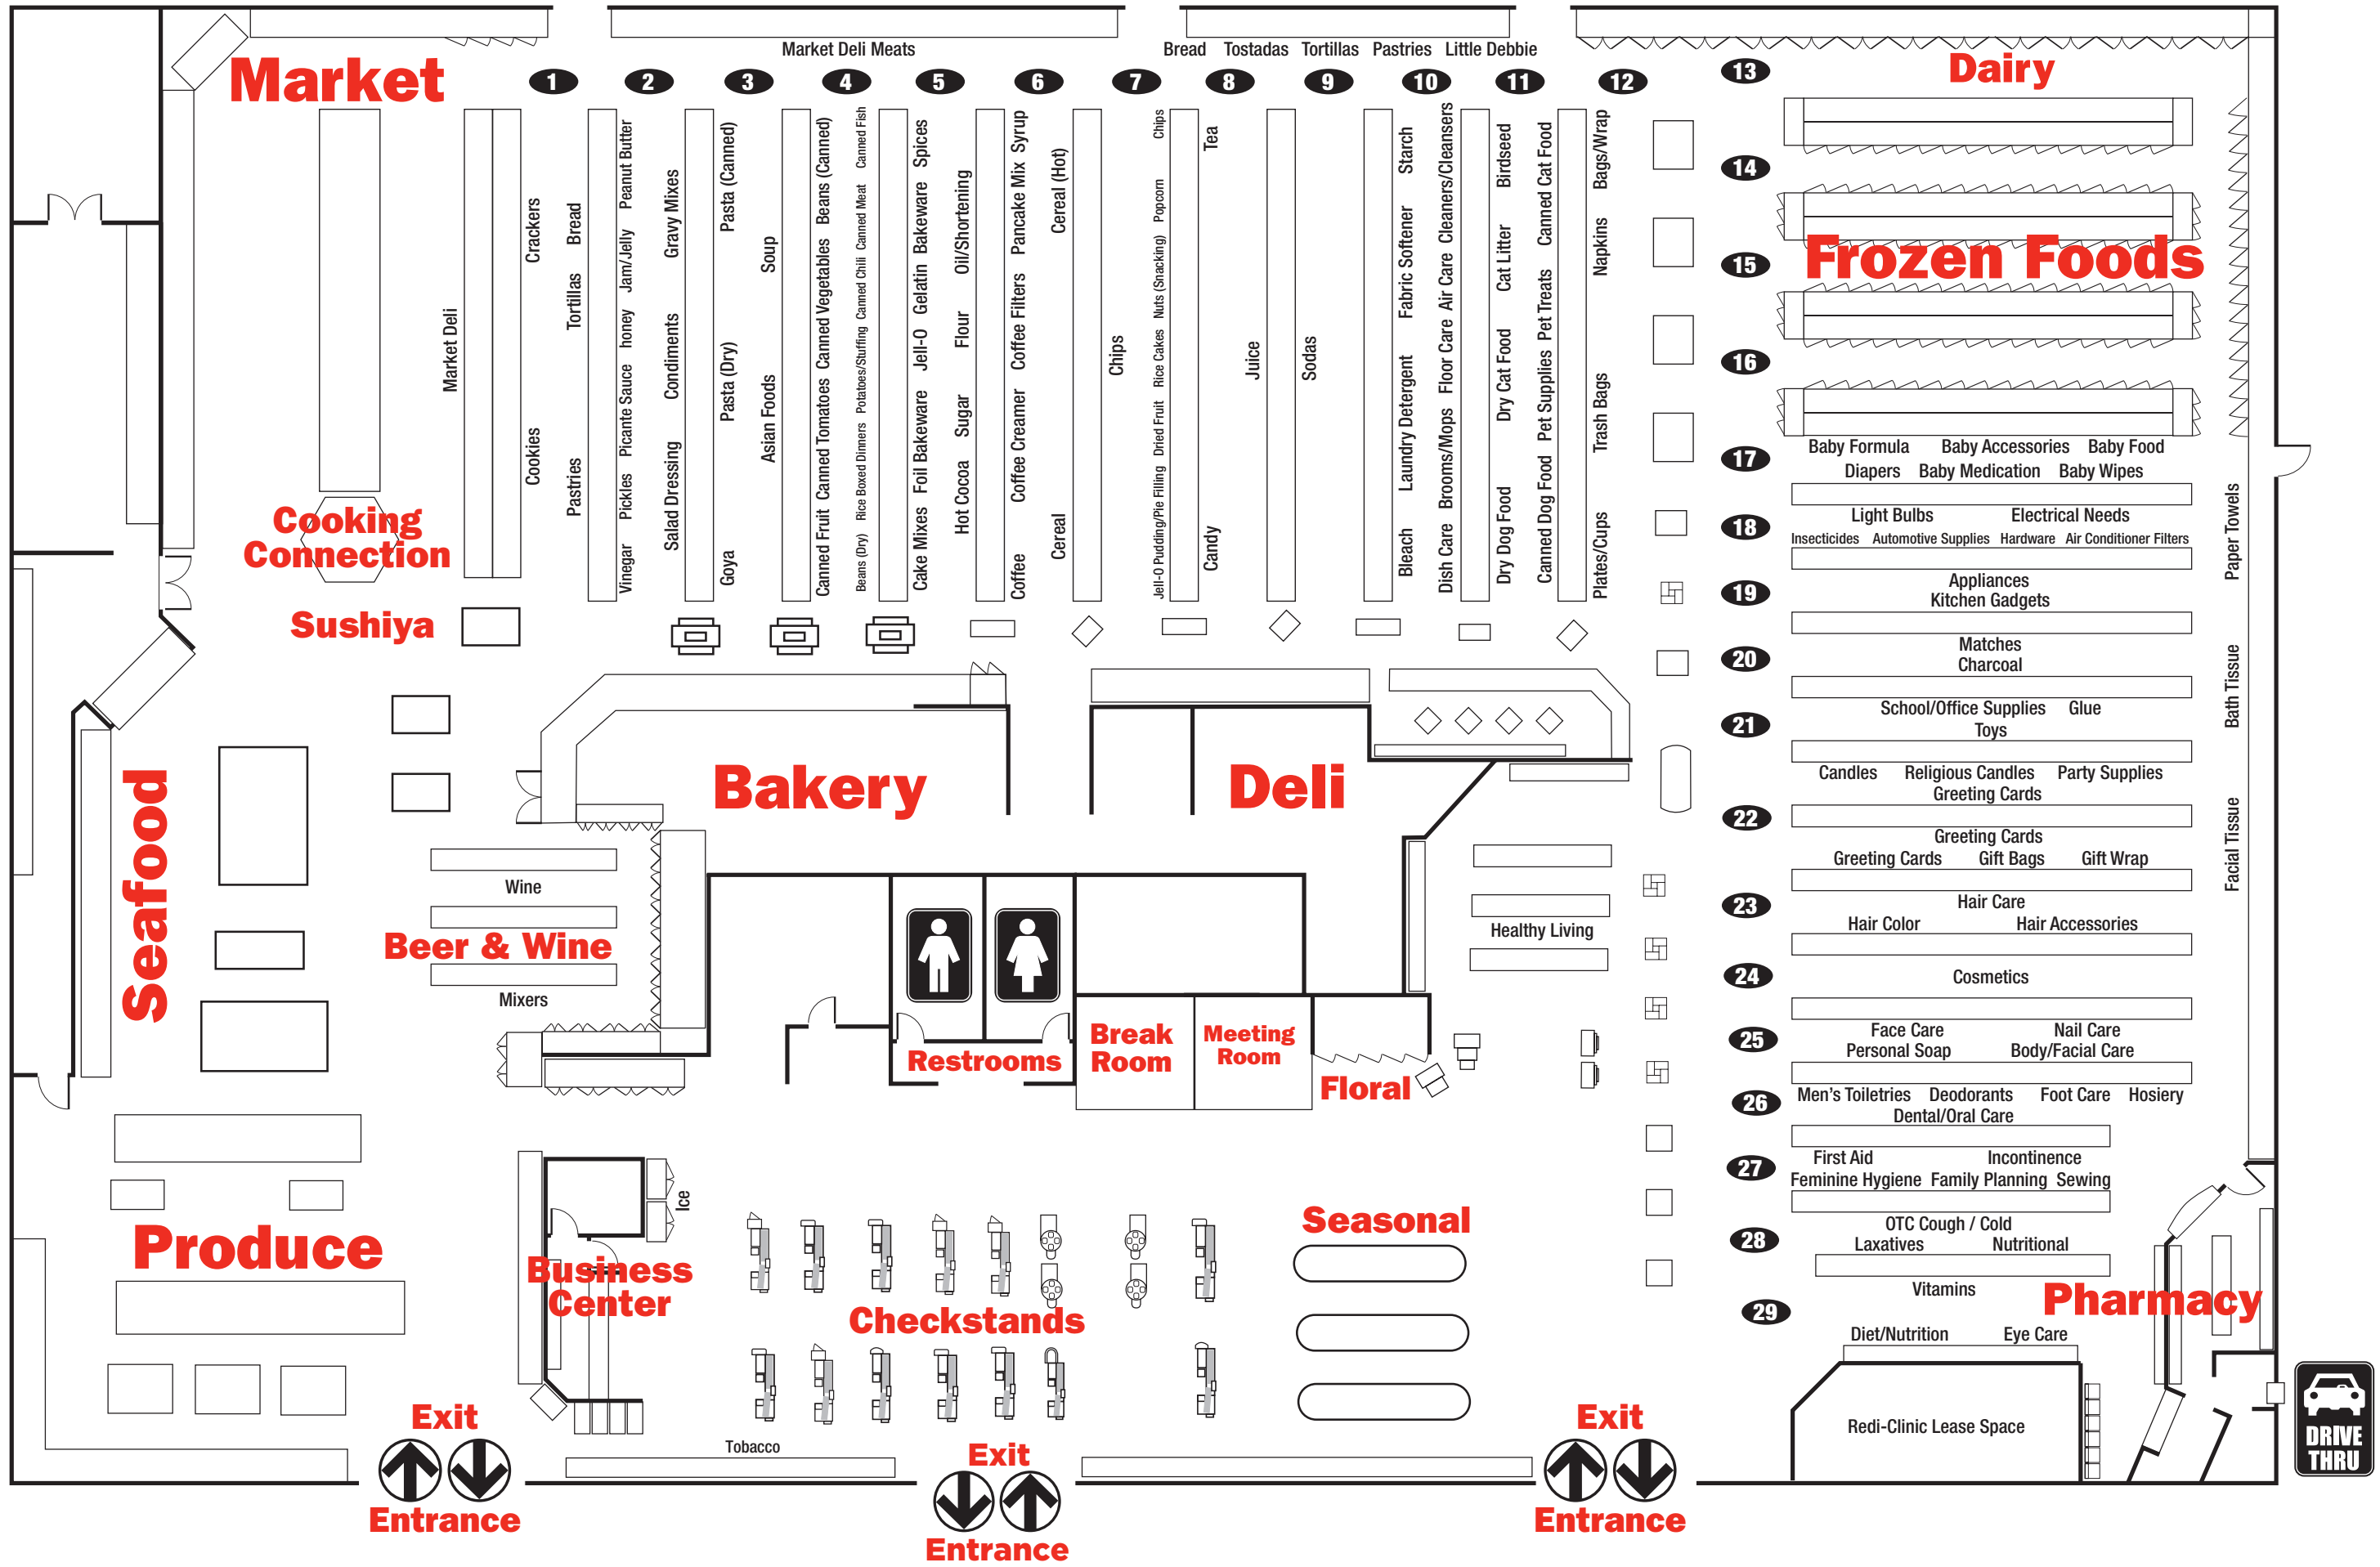 Market Deli Meats
Bread Tostadas Tortillas Pastries Little Debbie
Market
1
2
3
4
5
6
7
8
9
10
11
12
13
Dairy
14
Frozen Foods
15
16
17
Market Deli
Crackers
Cookies
Bread
Tortillas
Pastries
Peanut Butter
Jam/Jelly
honey
Picante Sauce
Pickles
Vinegar
Gravy Mixes
Condiments
Salad Dressing
Pasta (Canned)
Pasta (Dry)
Goya
Soup
Asian Foods
Beans (Canned)
Canned Vegetables
Canned Tomatoes
Canned Fruit
Canned Fish
Canned Meat
Canned Chili
Potatoes/Stuffing
Rice Boxed Dinners
Beans (Dry)
Spices
Bakeware
Gelatin
Jell-O
Foil Bakeware
Cake Mixes
Oil/Shortening
Flour
Sugar
Hot Cocoa
Syrup
Pancake Mix
Coffee Filters
Coffee Creamer
Coffee
Cereal (Hot)
Cereal
Chips
Chips
Popcorn
Nuts (Snacking)
Rice Cakes
Dried Fruit
Jell-O Pudding/Pie Filling
Tea
Candy
Juice
Sodas
Starch
Fabric Softener
Laundry Detergent
Bleach
Cleaners/Cleansers
Air Care
Floor Care
Brooms/Mops
Dish Care
Birdseed
Cat Litter
Dry Cat Food
Dry Dog Food
Canned Cat Food
Pet Treats
Pet Supplies
Canned Dog Food
Bags/Wrap
Napkins
Trash Bags
Plates/Cups
Baby Formula Baby Accessories Baby Food
Diapers Baby Medication Baby Wipes
18
Light Bulbs Electrical Needs
Insecticides Automotive Supplies Hardware Air Conditioner Filters
19
Appliances
Kitchen Gadgets
20
Matches
Charcoal
21
School/Office Supplies Glue
Toys
Candles Religious Candles Party Supplies
Greeting Cards
22
Greeting Cards
Greeting Cards Gift Bags Gift Wrap
23
Hair Care
Hair Color Hair Accessories
24
Cosmetics
25
Face Care Nail Care
Personal Soap Body/Facial Care
26
Men's Toiletries Deodorants Foot Care Hosiery
Dental/Oral Care
27
First Aid Incontinence
Feminine Hygiene Family Planning Sewing
28
OTC Cough / Cold
Laxatives Nutritional
Vitamins
29
Diet/Nutrition Eye Care
Paper Towels
Bath Tissue
Facial Tissue
Pharmacy
Redi-Clinic Lease Space
DRIVE
THRU
Cooking
Connection
Sushiya
Seafood
Bakery
Deli
Wine
Beer & Wine
Mixers
Healthy Living
Restrooms
Break
Room
Meeting
Room
Floral
Ice
Produce
Business
Center
Checkstands
Seasonal
Tobacco
Exit
Entrance
Exit
Entrance
Exit
Entrance